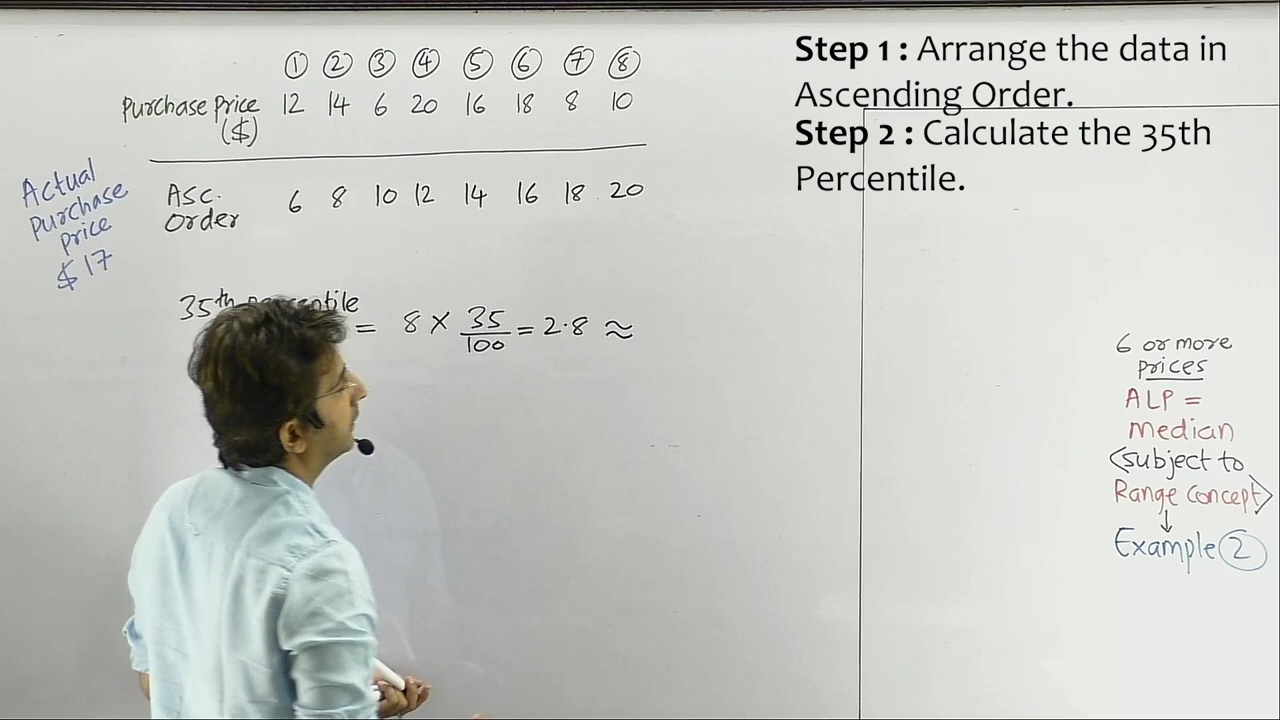 ① ② ③ ④ ⑤ ⑥ ⑦ ⑧
Purchase Price 12 14 6 20 16 18 8 10
($)
Asc. 6 8 10 12 14 16 18 20
Order
Actual
Purchase
Price
$ 17
35th
= 8 × 35/100 = 2.8 ≈
Step 1 : Arrange the data in
Ascending Order.
Step 2 : Calculate the 35th
Percentile.
6 or more
prices
ALP =
median
<subject to
Range concept>
↓
Example ②